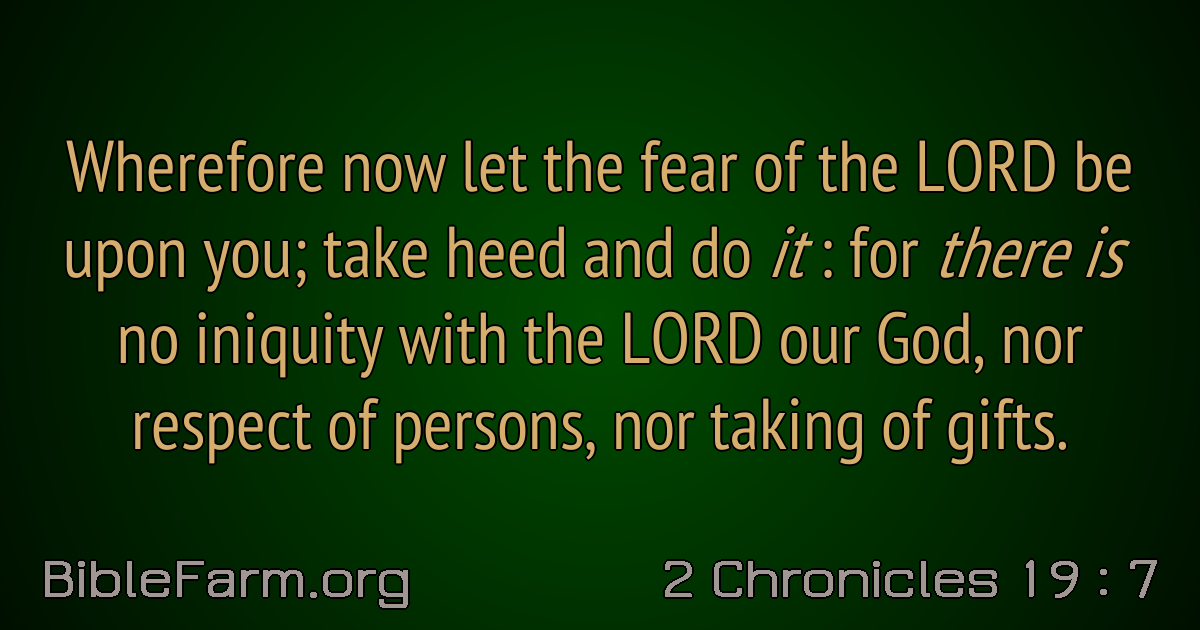 Wherefore now let the fear of the LORD be
upon you; take heed and do it : for there is
no iniquity with the LORD our God, nor
respect of persons, nor taking of gifts.
BibleFarm.org
2 Chronicles 19 : 7